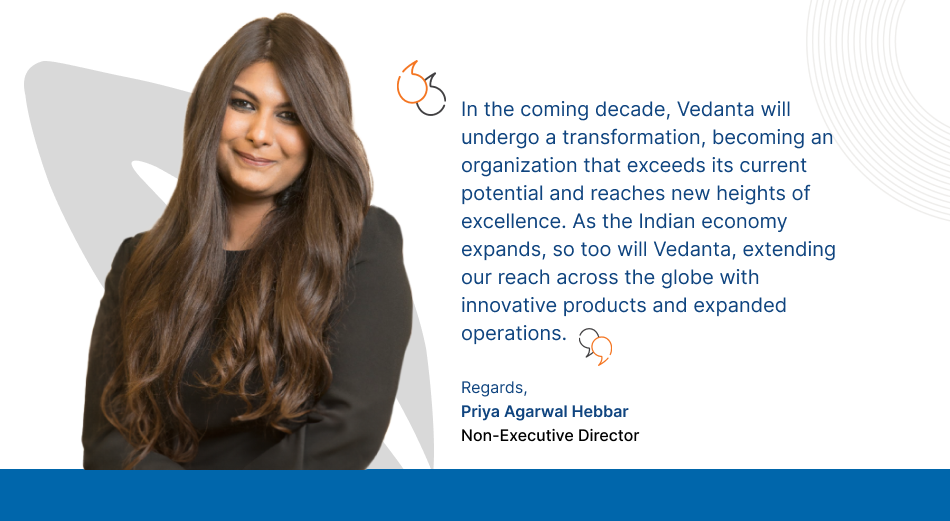 In the coming decade, Vedanta will
undergo a transformation, becoming an
organization that exceeds its current
potential and reaches new heights of
excellence. As the Indian economy
expands, so too will Vedanta, extending
our reach across the globe with
innovative products and expanded
operations.
Regards,
Priya Agarwal Hebbar
Non-Executive Director